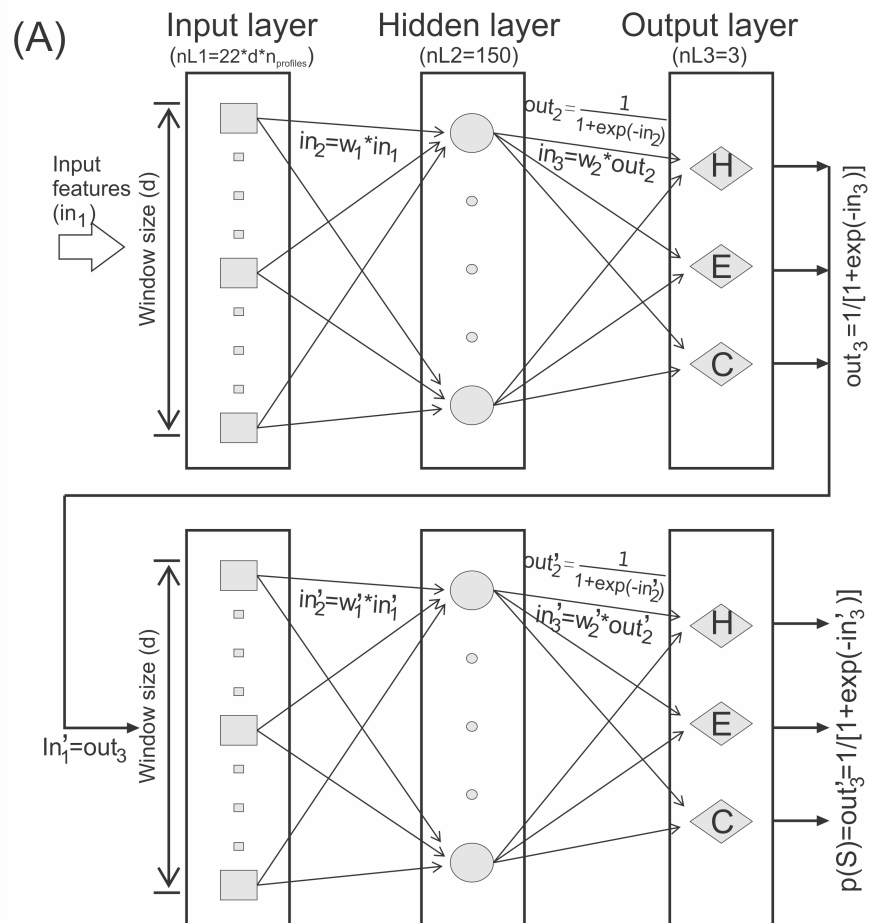 (A)
Input layer
(nL1=22*d*nprofiles)
Hidden layer
(nL2=150)
Output layer
(nL3=3)
Input
features
(in1)
Window size (d)
in2=w1*in1
out2=1/1+exp(-in2)
in3=w2*out2
H
E
C
out3=1/[1+exp(-in3)]
In'1=out3
Window size (d)
in'2=w'1*in'1
out'2=1/1+exp(-in'2)
in'3=w'2*out'2
H
E
C
p(S)=out'3=1/[1+exp(-in'3)]